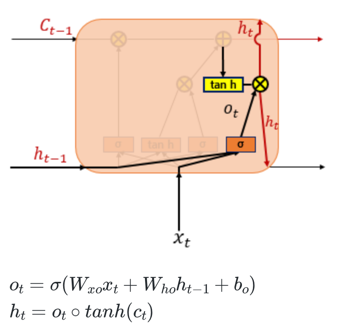 C_{t-1}
h_t
tan h
o_t
h_t
σ tan h σ σ
h_{t-1}
x_t
o_t = σ(W_{xo}x_t + W_{ho}h_{t-1} + b_o)
h_t = o_t ∘ tanh(c_t)